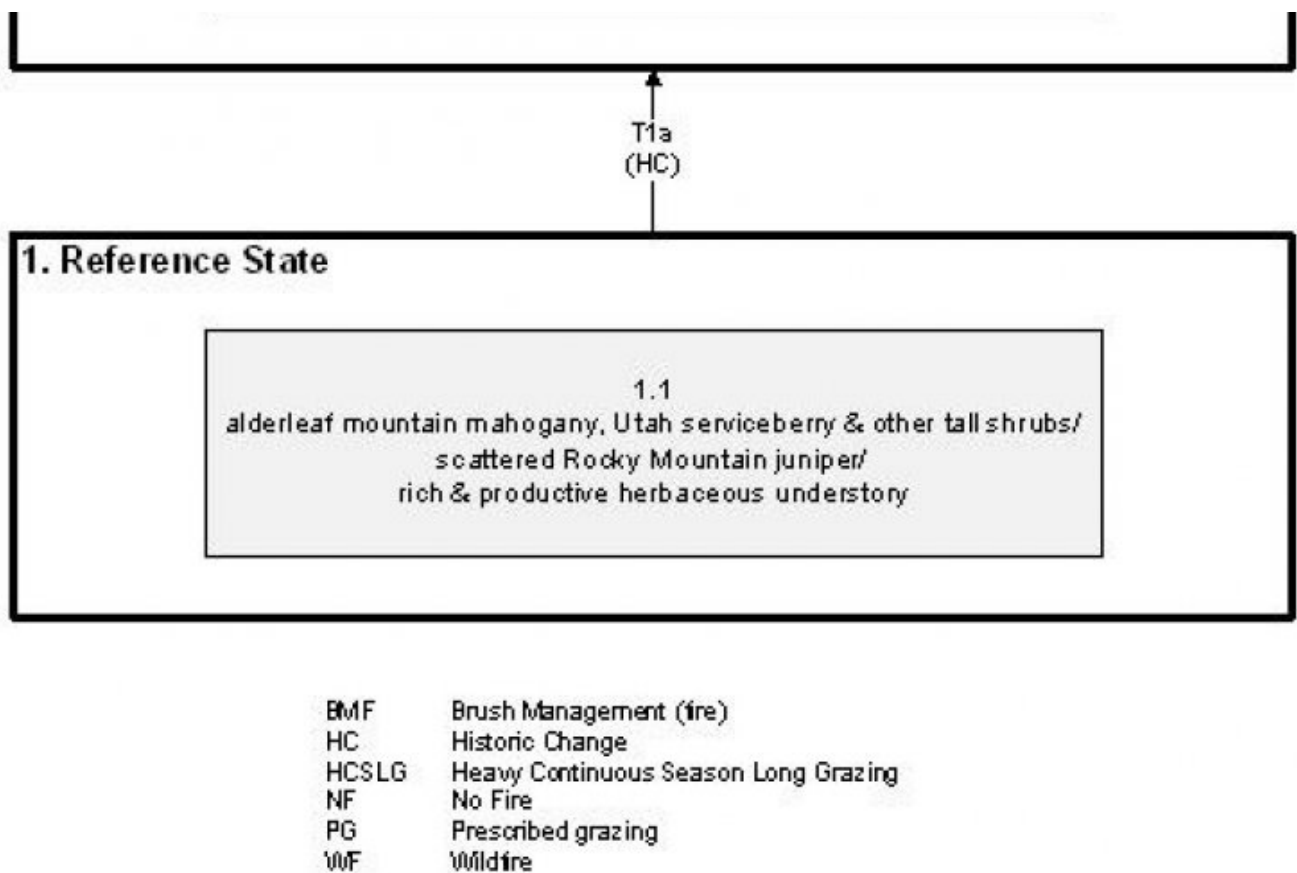 T1a
(HC)
1. Reference State
1.1
alderleaf mountain mahogany, Utah serviceberry & other tall shrubs/
scattered Rocky Mountain juniper/
rich & productive herbaceous understory
BMF Brush Management (fire)
HC Historic Change
HCSLG Heavy Continuous Season Long Grazing
NF No Fire
PG Prescribed grazing
WF Wildfire